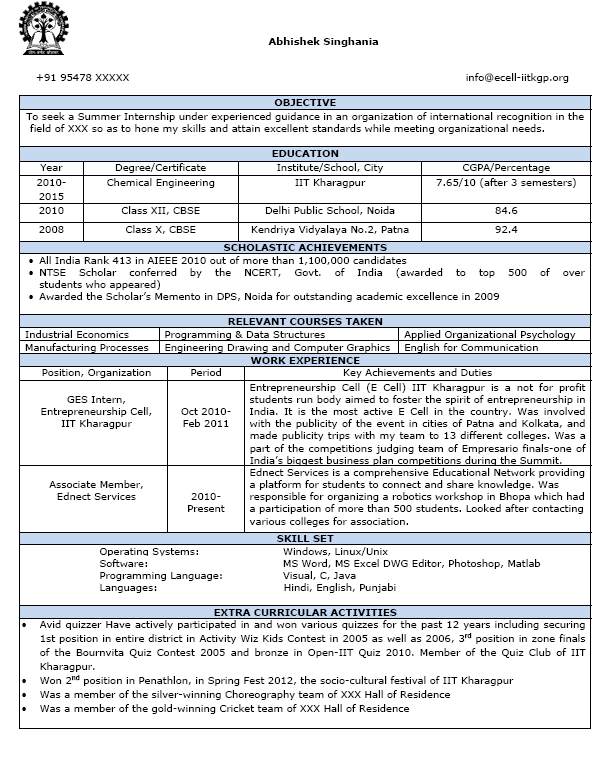 Abhishek Singhania
+91 95478 XXXXX info@ecell-iitkgp.org
OBJECTIVE
To seek a Summer Internship under experienced guidance in an organization of international recognition in the
field of XXX so as to hone my skills and attain excellent standards while meeting organizational needs.
EDUCATION
Year Degree/Certificate Institute/School, City CGPA/Percentage
2010-
2015 Chemical Engineering IIT Kharagpur 7.65/10 (after 3 semesters)
2010 Class XII, CBSE Delhi Public School, Noida 84.6
2008 Class X, CBSE Kendriya Vidyalaya No.2, Patna 92.4
SCHOLASTIC ACHIEVEMENTS
• All India Rank 413 in AIEEE 2010 out of more than 1,100,000 candidates
• NTSE Scholar conferred by the NCERT, Govt. of India (awarded to top 500 of over
students who appeared)
• Awarded the Scholar's Memento in DPS, Noida for outstanding academic excellence in 2009
RELEVANT COURSES TAKEN
Industrial Economics Programming & Data Structures Applied Organizational Psychology
Manufacturing Processes Engineering Drawing and Computer Graphics English for Communication
WORK EXPERIENCE
Position, Organization Period Key Achievements and Duties
GES Intern,
Entrepreneurship Cell,
IIT Kharagpur
Oct 2010-
Feb 2011
Entrepreneurship Cell (E Cell) IIT Kharagpur is a not for profit
students run body aimed to foster the spirit of entrepreneurship in
India. It is the most active E Cell in the country. Was involved
with the publicity of the event in cities of Patna and Kolkata, and
made publicity trips with my team to 13 different colleges. Was a
part of the competitions judging team of Empresario finals-one of
India's biggest business plan competitions during the Summit.
Associate Member,
Ednect Services
2010-
Present
Ednect Services is a comprehensive Educational Network providing
a platform for students to connect and share knowledge. Was
responsible for organizing a robotics workshop in Bhopa which had
a participation of more than 500 students. Looked after contacting
various colleges for association.
SKILL SET
Operating Systems: Windows, Linux/Unix
Software: MS Word, MS Excel DWG Editor, Photoshop, Matlab
Programming Language: Visual, C, Java
Languages: Hindi, English, Punjabi
EXTRA CURRICULAR ACTIVITIES
• Avid quizzer Have actively participated in and won various quizzes for the past 12 years including securing
1st position in entire district in Activity Wiz Kids Contest in 2005 as well as 2006, 3rd position in zone finals
of the Bournvita Quiz Contest 2005 and bronze in Open-IIT Quiz 2010. Member of the Quiz Club of IIT
Kharagpur.
• Won 2nd position in Penathlon, in Spring Fest 2012, the socio-cultural festival of IIT Kharagpur
• Was a member of the silver-winning Choreography team of XXX Hall of Residence
• Was a member of the gold-winning Cricket team of XXX Hall of Residence